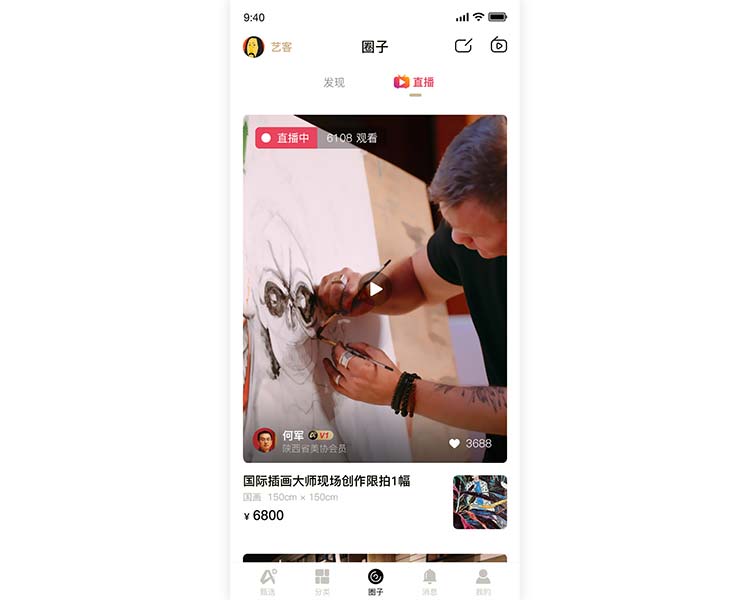 9:40
艺客
圈子
发现
直播
直播中 6108 观看
何军 V1
陕西省美协会员
3688
国际插画大师现场创作限拍1幅
国画 150cm × 150cm
¥ 6800
甄选 分类 圈子 消息 我的